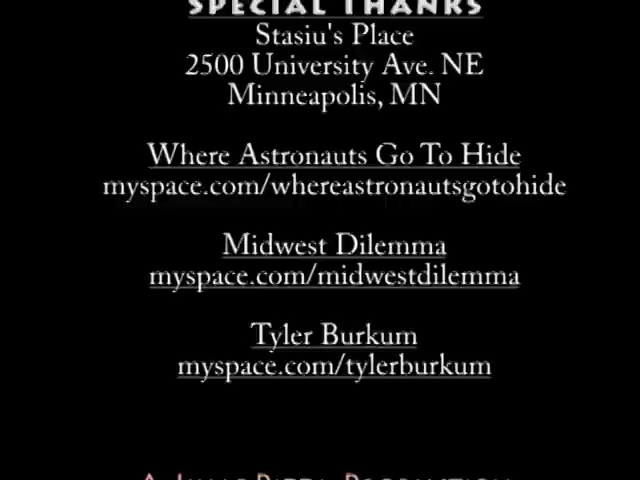 SPECIAL THANKS
Stasiu's Place
2500 University Ave. NE
Minneapolis, MN
Where Astronauts Go To Hide
myspace.com/whereastronautsgotohide
Midwest Dilemma
myspace.com/midwestdilemma
Tyler Burkum
myspace.com/tylerburkum